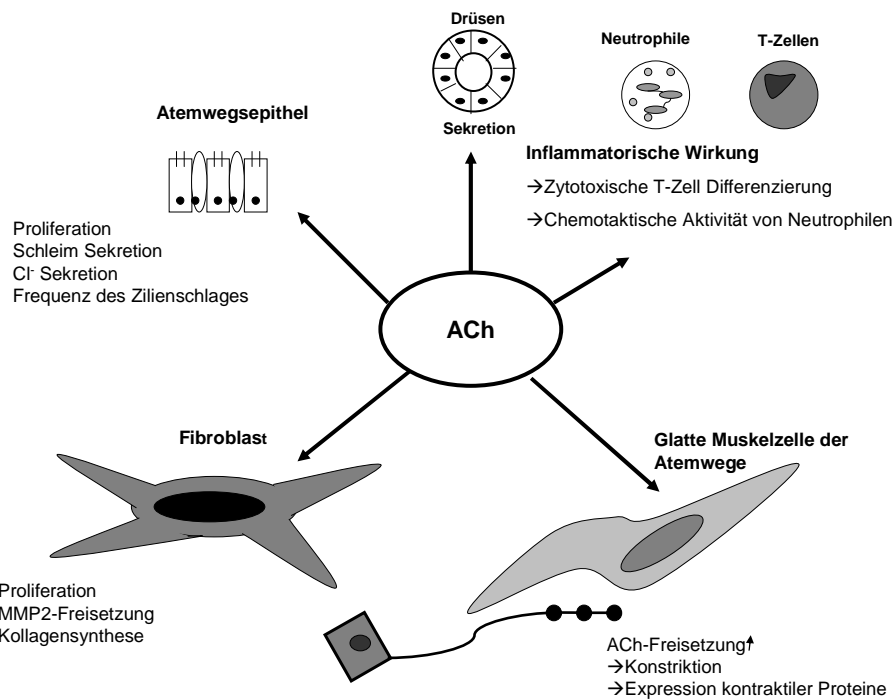 Drüsen
Sekretion
Neutrophile
T-Zellen
Inflammatorische Wirkung
→Zytotoxische T-Zell Differenzierung
→Chemotaktische Aktivität von Neutrophilen
Atemwegsepithel
Proliferation
Schleim Sekretion
Cl- Sekretion
Frequenz des Zilienschlages
ACh
Fibroblast
Proliferation
MMP2-Freisetzung
Kollagensynthese
Glatte Muskelzelle der
Atemwege
ACh-Freisetzung↑
→Konstriktion
→Expression kontraktiler Proteine